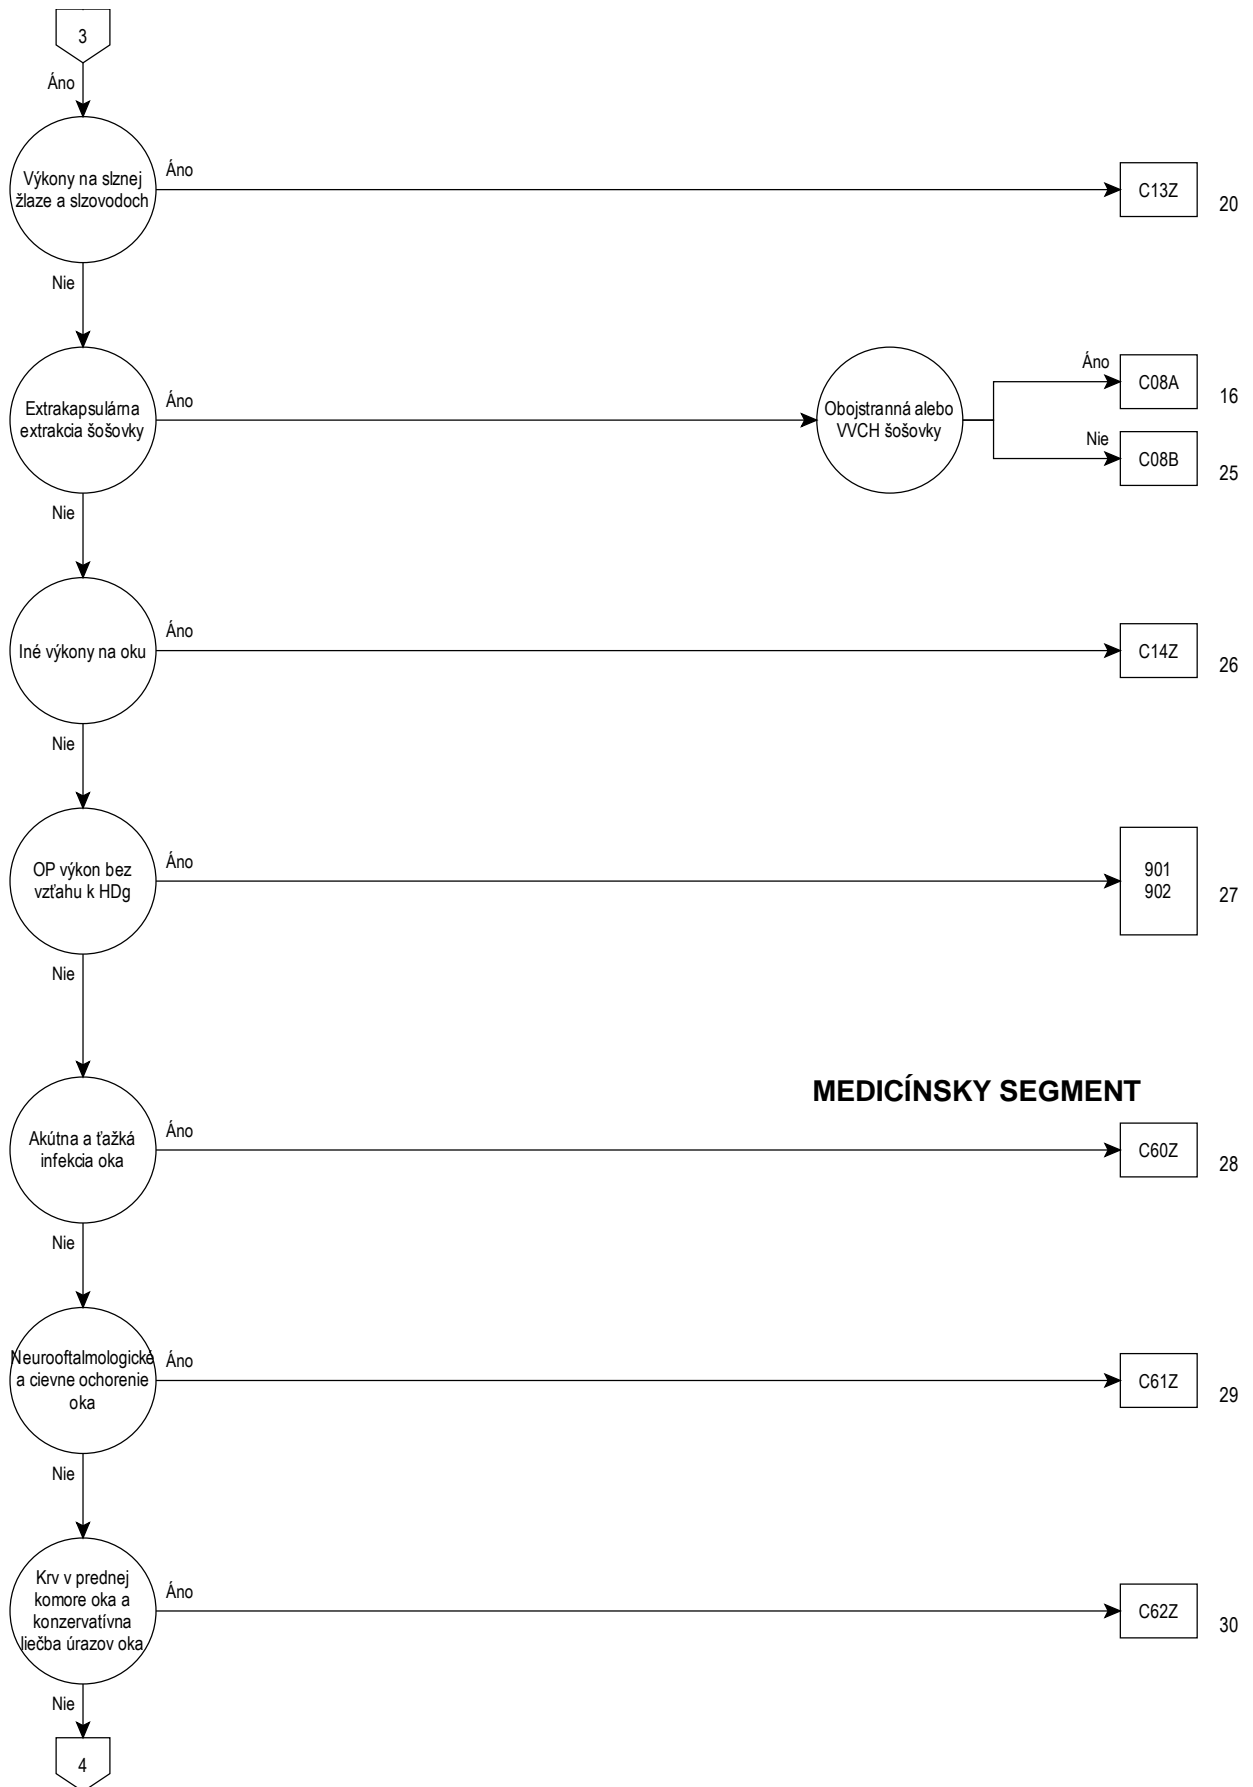 3
Áno
Výkony na slznej
žlaze a slzovodoch
Áno
C13Z
20
Nie
Extrakapsulárna
extrakcia šošovky
Áno
Obojstranná alebo
VVCH šošovky
Áno
C08A
16
Nie
C08B
25
Nie
Iné výkony na oku
Áno
C14Z
26
Nie
OP výkon bez
vzťahu k HDg
Áno
901
902
27
Nie
MEDICÍNSKY SEGMENT
Akútna a ťažká
infekcia oka
Áno
C60Z
28
Nie
Neurooftalmologické
a cievne ochorenie
oka
Áno
C61Z
29
Nie
Krv v prednej
komore oka a
konzervatívna
liečba úrazov oka
Áno
C62Z
30
Nie
4